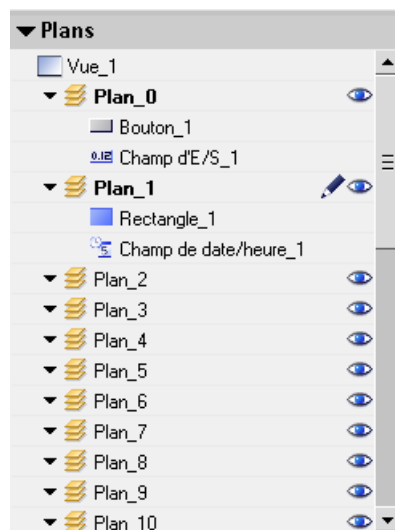 Plans
Vue_1
Plan_0
Bouton_1
0.12 Champ d'E/S_1
Plan_1
Rectangle_1
5 Champ de date/heure_1
Plan_2
Plan_3
Plan_4
Plan_5
Plan_6
Plan_7
Plan_8
Plan_9
Plan_10